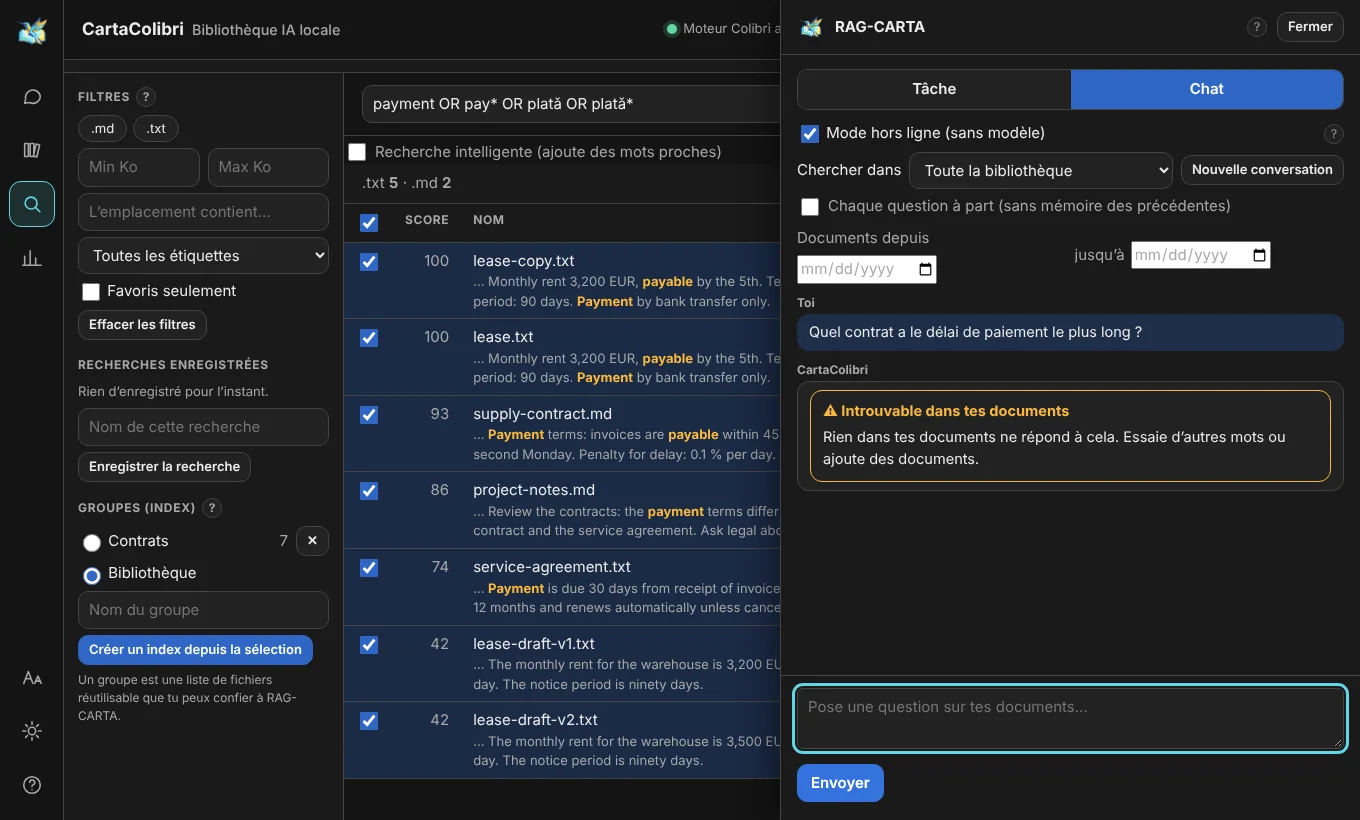 CartaColibri Bibliothèque IA locale
Moteur Colibri a
FILTRES ?
.md .txt
Min Ko Max Ko
L’emplacement contient…
Toutes les étiquettes
Favoris seulement
Effacer les filtres
RECHERCHES ENREGISTRÉES
Rien d’enregistré pour l’instant.
Nom de cette recherche
Enregistrer la recherche
GROUPES (INDEX) ?
Contrats 7 ×
Bibliothèque
Nom du groupe
Créer un index depuis la sélection
Un groupe est une liste de fichiers
réutilisable que tu peux confier à RAG-
CARTA.
AA
?
payment OR pay* OR plată OR plată*
Recherche intelligente (ajoute des mots proches)
.txt 5 · .md 2
SCORE NOM
100 lease-copy.txt
... Monthly rent 3,200 EUR, payable by the 5th. Te
period: 90 days. Payment by bank transfer only.
100 lease.txt
... Monthly rent 3,200 EUR, payable by the 5th. Te
period: 90 days. Payment by bank transfer only.
93 supply-contract.md
... Payment terms: invoices are payable within 45
second Monday. Penalty for delay: 0.1 % per day.
86 project-notes.md
... Review the contracts: the payment terms differ
contract and the service agreement. Ask legal abo
74 service-agreement.txt
... Payment is due 30 days from receipt of invoice
12 months and renews automatically unless cance
42 lease-draft-v1.txt
... The monthly rent for the warehouse is 3,200 EU
day. The notice period is ninety days.
42 lease-draft-v2.txt
... The monthly rent for the warehouse is 3,500 EU
day. The notice period is ninety days.
RAG-CARTA ? Fermer
Tâche Chat
Mode hors ligne (sans modèle) ?
Chercher dans Toute la bibliothèque Nouvelle conversation
Chaque question à part (sans mémoire des précédentes)
Documents depuis
mm/dd/yyyy jusqu’à mm/dd/yyyy
Toi
Quel contrat a le délai de paiement le plus long ?
CartaColibri
⚠ Introuvable dans tes documents
Rien dans tes documents ne répond à cela. Essaie d’autres mots ou
ajoute des documents.
Pose une question sur tes documents…
Envoyer